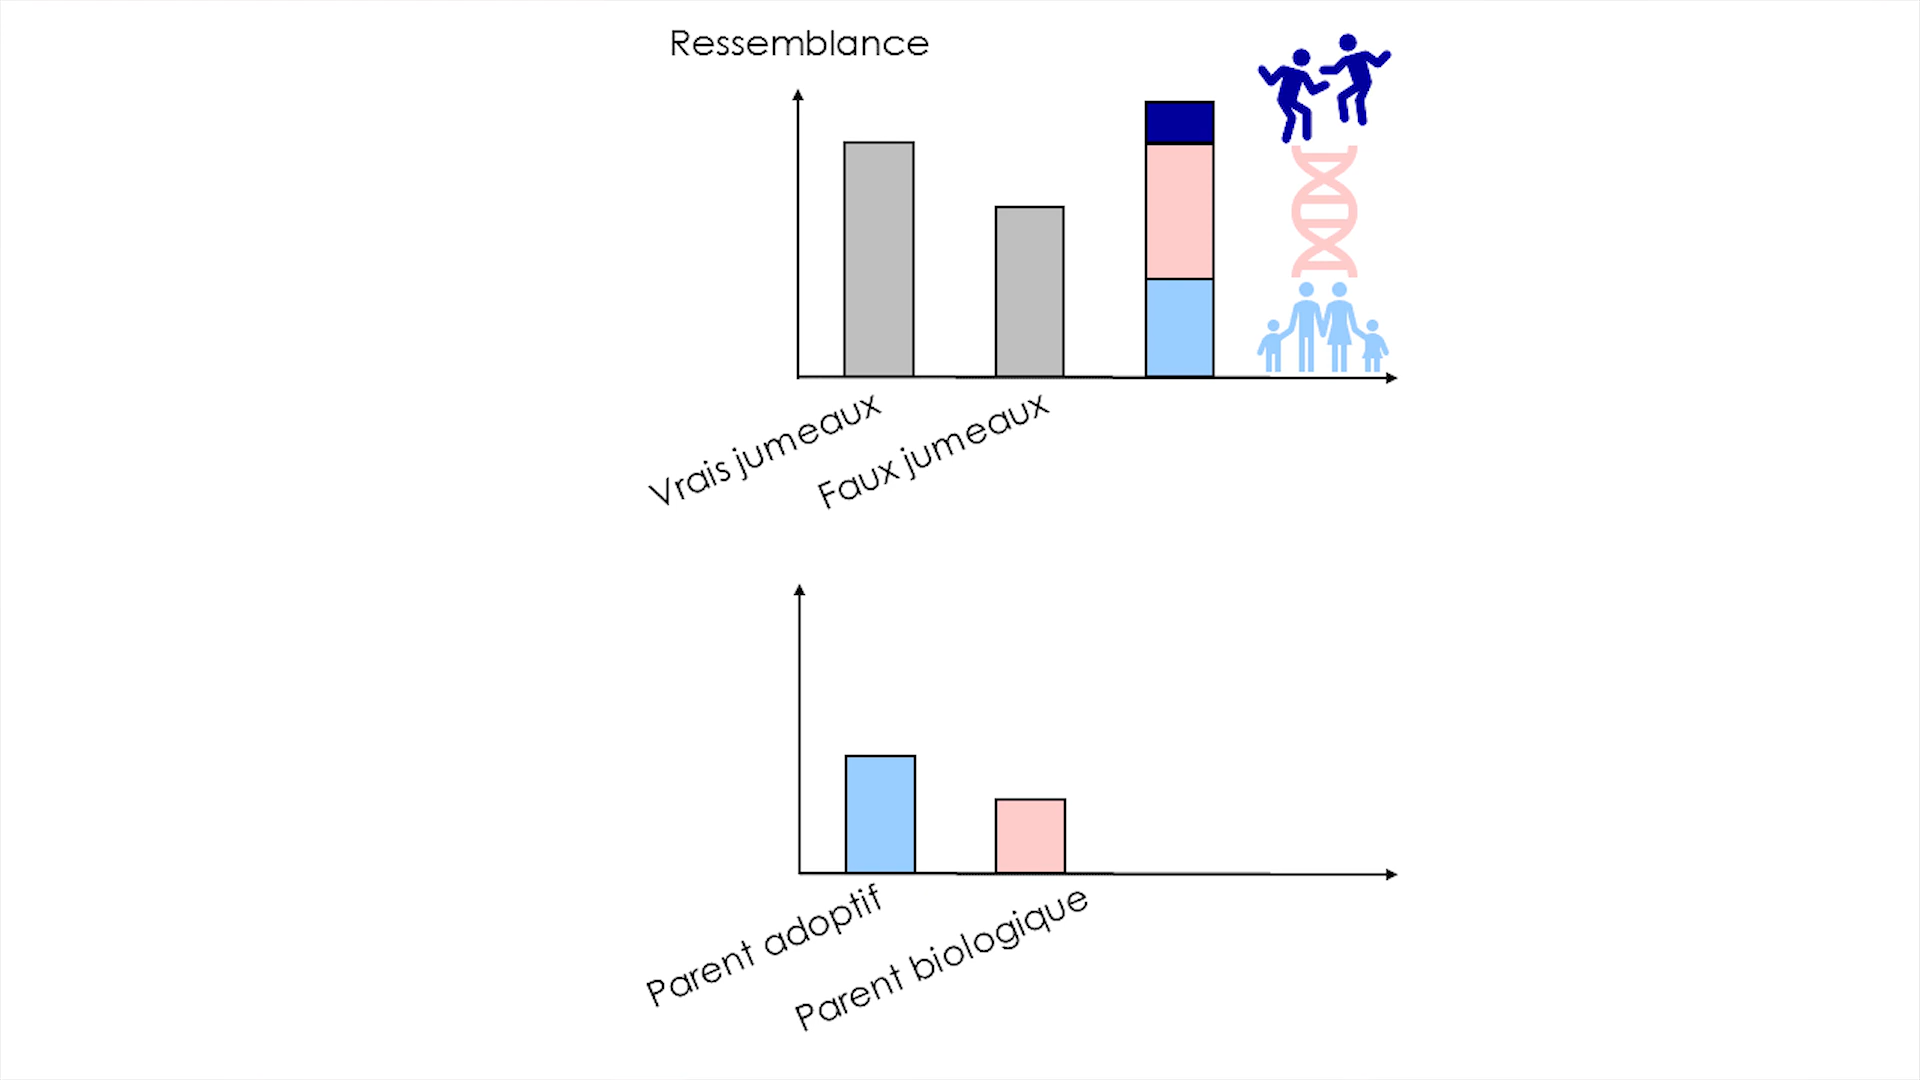 Ressemblance
Vrais jumeaux
Faux jumeaux
Parent adoptif
Parent biologique